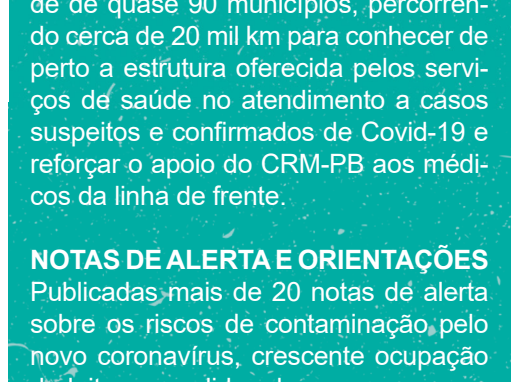 de de quase 90 municípios, percorren-
do cerca de 20 mil km para conhecer de
perto a estrutura oferecida pelos servi-
ços de saúde no atendimento a casos
suspeitos e confirmados de Covid-19 e
reforçar o apoio do CRM-PB aos médi-
cos da linha de frente.
NOTAS DE ALERTA E ORIENTAÇÕES
Publicadas mais de 20 notas de alerta
sobre os riscos de contaminação pelo
novo coronavírus, crescente ocupação